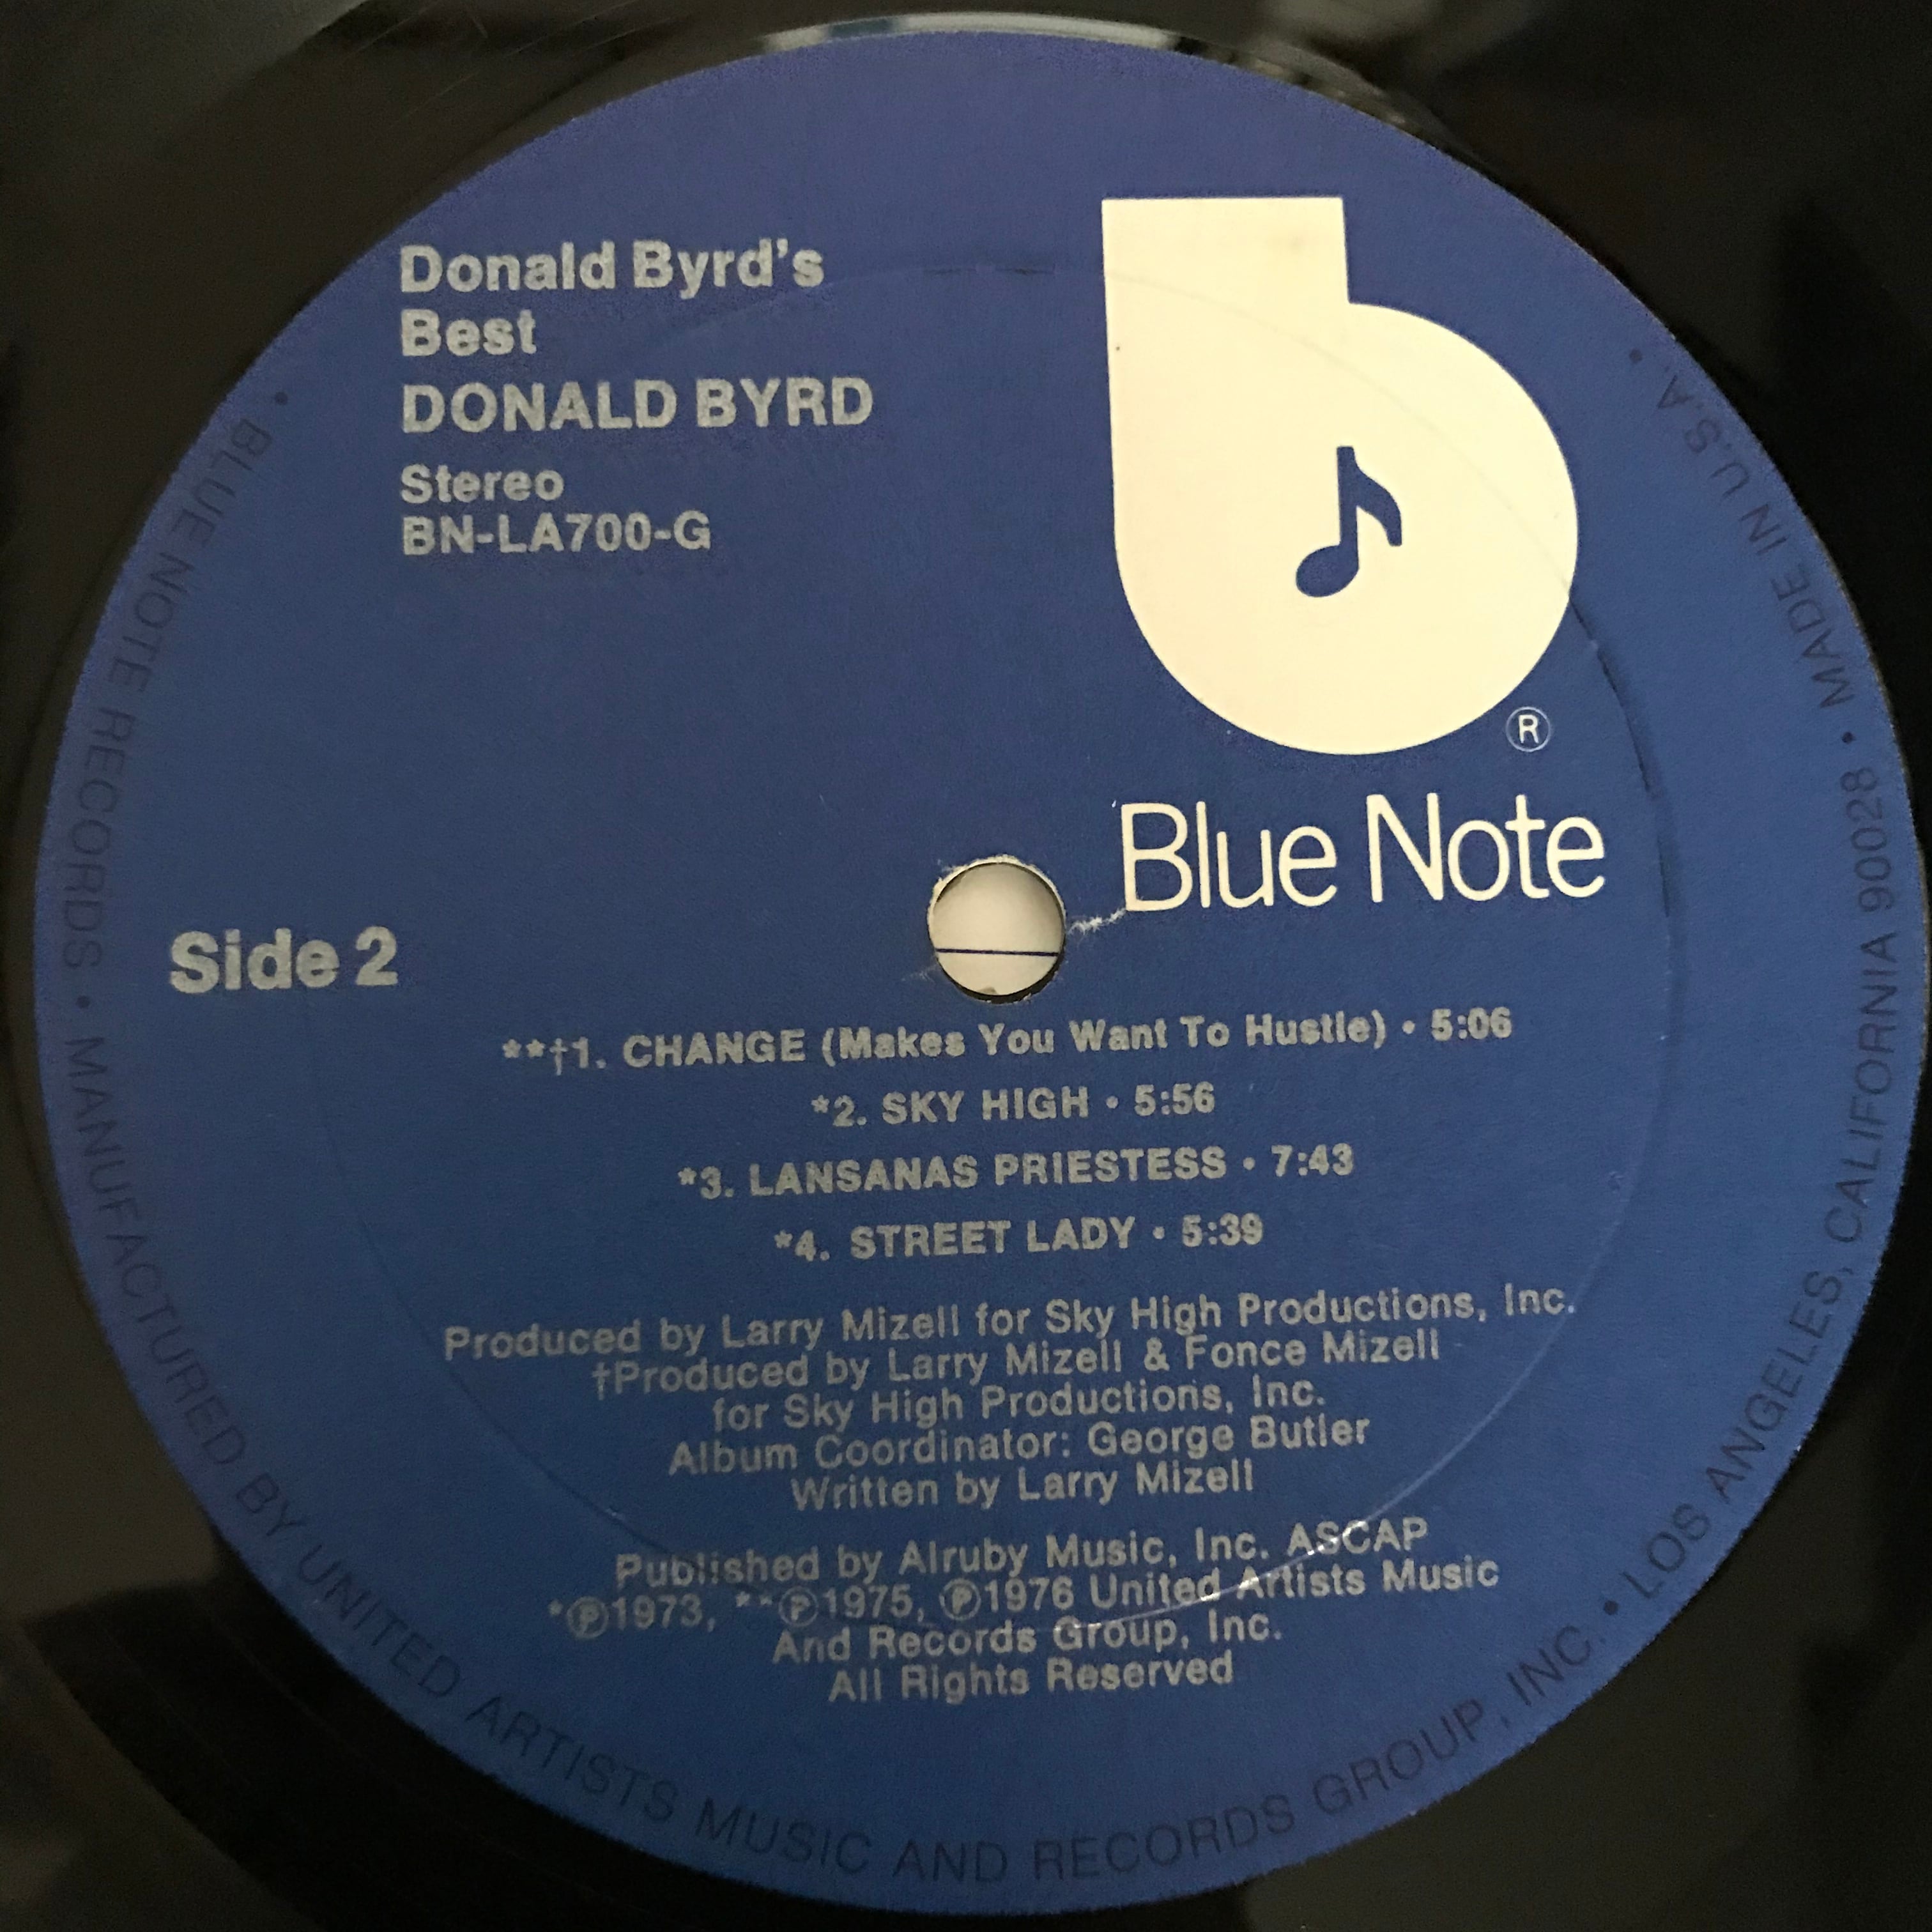 Donald Byrd's
Best
DONALD BYRD
Stereo
BN-LA700-G
®
Blue Note
Side 2
**†1. CHANGE (Makes You Want To Hustle) • 5:06
*2. SKY HIGH • 5:56
*3. LANSANAS PRIESTESS • 7:43
*4. STREET LADY • 5:39
Produced by Larry Mizell for Sky High Productions, Inc.
†Produced by Larry Mizell & Fonce Mizell
for Sky High Productions, Inc.
Album Coordinator: George Butler
Written by Larry Mizell
Published by Alruby Music, Inc. ASCAP
*℗1973, **℗1975, ℗1976 United Artists Music
And Records Group, Inc.
All Rights Reserved
• BLUE NOTE RECORDS • MANUFACTURED BY UNITED ARTISTS MUSIC AND RECORDS GROUP, INC. • LOS ANGELES, CALIFORNIA 90028 • MADE IN U.S.A. •